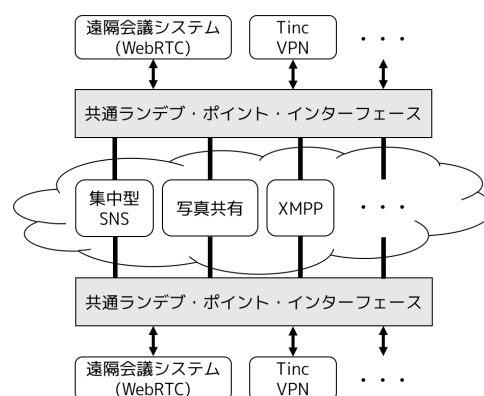 遠隔会議システム
(WebRTC)
Tinc
VPN
・・・
共通ランデブ・ポイント・インターフェース
集中型
SNS
写真共有
XMPP
・・・
共通ランデブ・ポイント・インターフェース
遠隔会議システム
(WebRTC)
Tinc
VPN
・・・